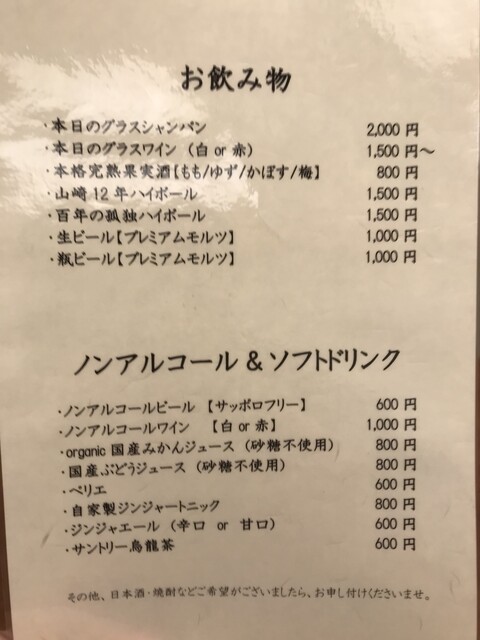 お飲み物
・本日のグラスシャンパン 2,000 円
・本日のグラスワイン (白 or 赤) 1,500 円～
・本格完熟果実酒【もも/ゆず/かぼす/梅】 800 円
・山崎 12 年ハイボール 1,500 円
・百年の孤独ハイボール 1,500 円
・生ビール【プレミアムモルツ】 1,000 円
・瓶ビール【プレミアムモルツ】 1,000 円
ノンアルコール & ソフトドリンク
・ノンアルコールビール 【サッポロフリー】 600 円
・ノンアルコールワイン 【白 or 赤】 1,000 円
・organic 国産みかんジュース (砂糖不使用) 800 円
・国産ぶどうジュース (砂糖不使用) 800 円
・ペリエ 600 円
・自家製ジンジャートニック 800 円
・ジンジャエール (辛口 or 甘口) 600 円
・サントリー烏龍茶 600 円
その他、日本酒・焼酎などご希望がございましたら、お申し付けくださいませ。